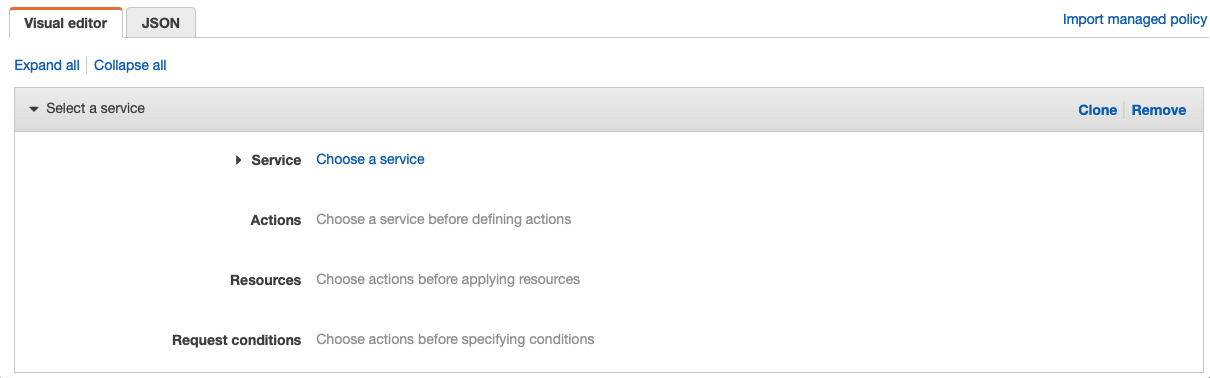 Visual editor JSON Import managed policy
Expand all Collapse all
Select a service Clone Remove
Service Choose a service
Actions Choose a service before defining actions
Resources Choose actions before applying resources
Request conditions Choose actions before specifying conditions